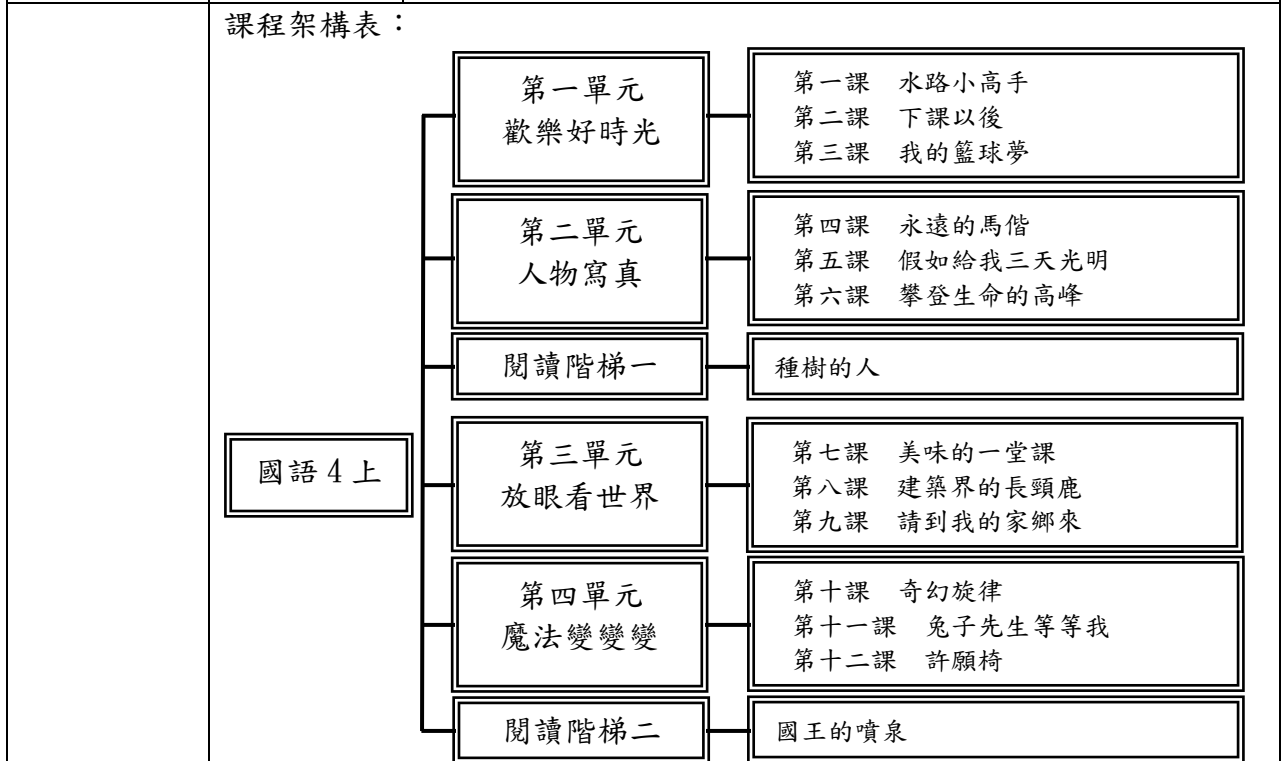 課程架構表：
國語4上
第一單元
歡樂好時光
第一課　水路小高手
第二課　下課以後
第三課　我的籃球夢
第二單元
人物寫真
第四課　永遠的馬偕
第五課　假如給我三天光明
第六課　攀登生命的高峰
閱讀階梯一
種樹的人
第三單元
放眼看世界
第七課　美味的一堂課
第八課　建築界的長頸鹿
第九課　請到我的家鄉來
第四單元
魔法變變變
第十課　奇幻旋律
第十一課　兔子先生等等我
第十二課　許願椅
閱讀階梯二
國王的噴泉